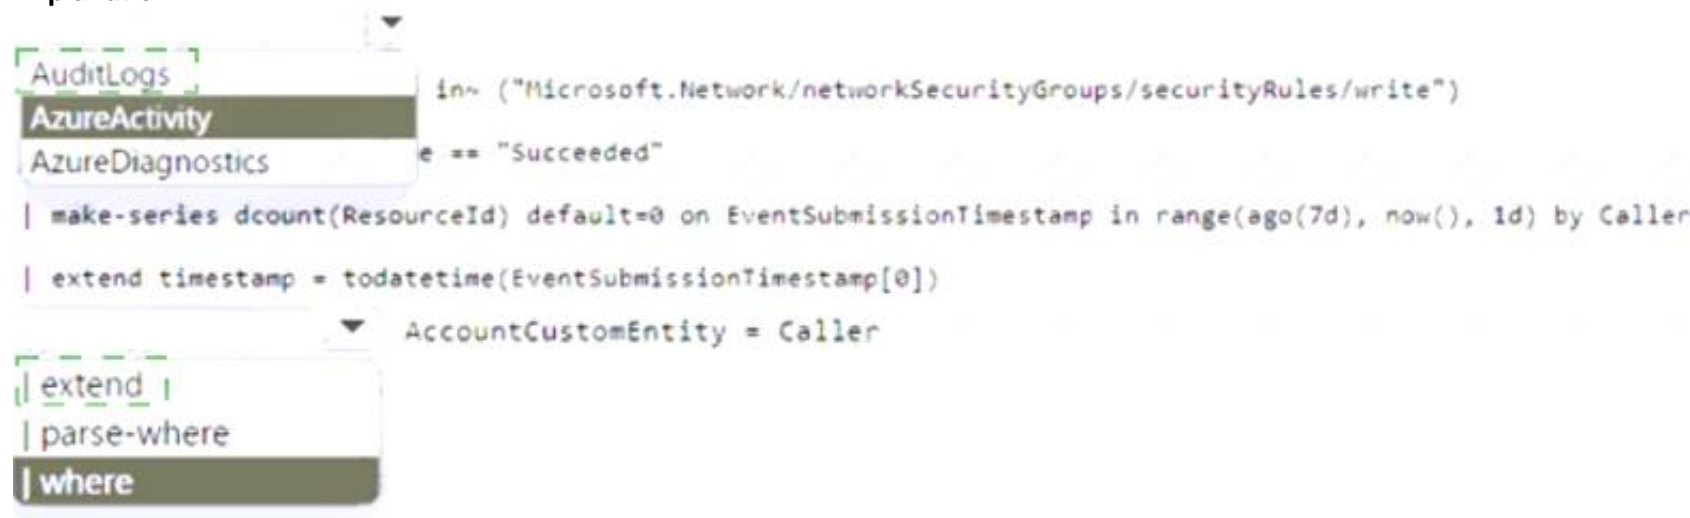 AuditLogs
in~ ("Microsoft.Network/networkSecurityGroups/securityRules/write")
AzureActivity
AzureDiagnostics
e == "Succeeded"
| make-series dcount(ResourceId) default=0 on EventSubmissionTimestamp in range(ago(7d), now(), 1d) by Caller
| extend timestamp = todatetime(EventSubmissionTimestamp[0])
AccountCustomEntity = Caller
| extend
| parse-where
| where